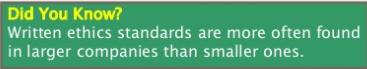 Did You Know?
Written ethics standards are more often found
in larger companies than smaller ones.